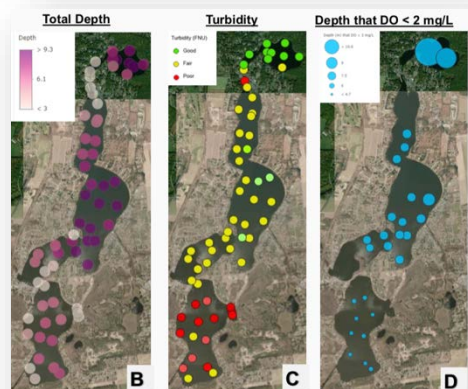 Total Depth
Turbidity
Depth that DO < 2 mg/L
Depth
> 9.3
6.1
< 3
Turbidity (FNU)
Good
Fair
Poor
B
C
D